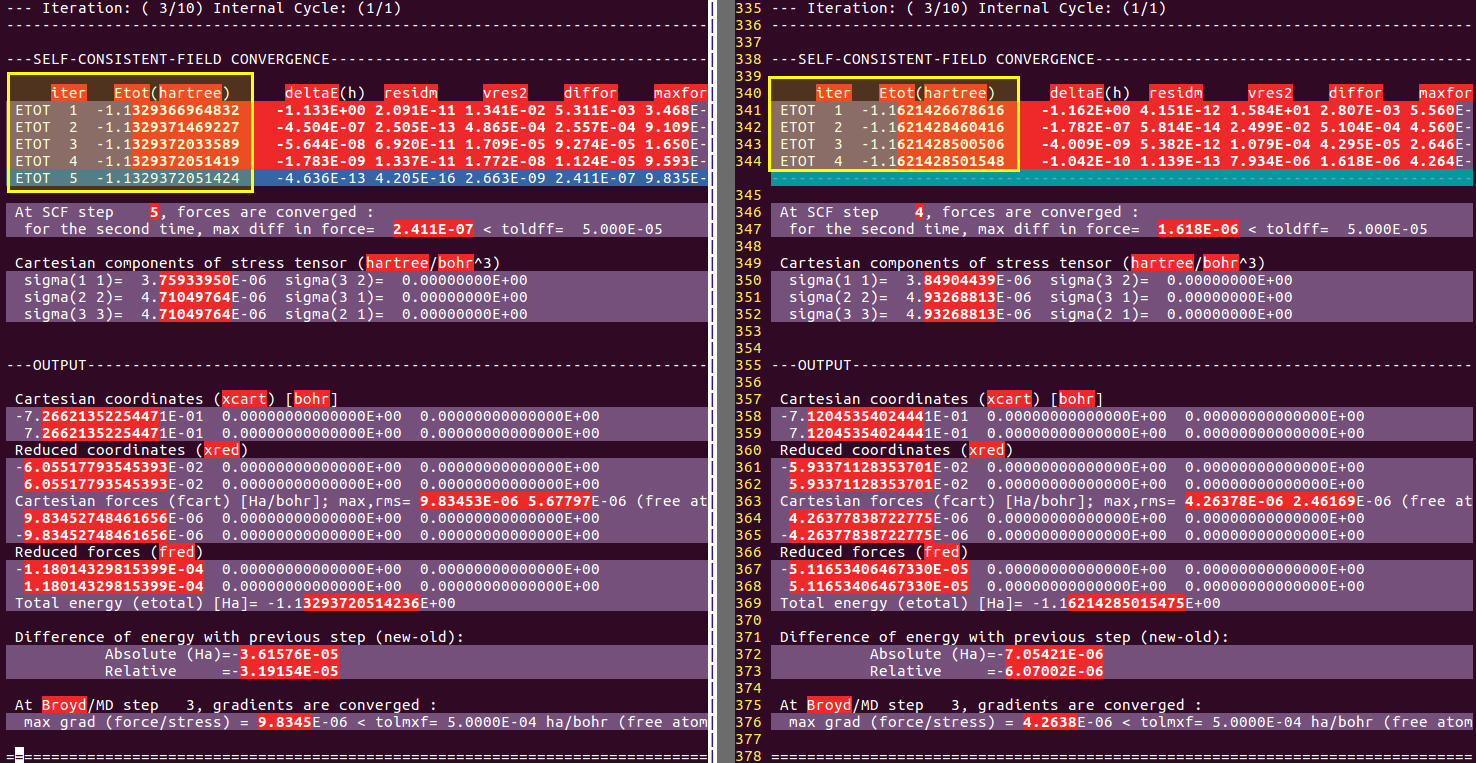 --- Iteration: ( 3/10) Internal Cycle: (1/1)
------------------------------------------------------------------------------
---SELF-CONSISTENT-FIELD CONVERGENCE------------------------------------------
iter Etot(hartree) deltaE(h) residm vres2 diffor maxfor
ETOT 1 -1.1329366964832 -1.133E+00 2.091E-11 1.341E-02 5.311E-03 3.468E-
ETOT 2 -1.1329371469227 -4.504E-07 2.505E-13 4.865E-04 2.557E-04 9.109E-
ETOT 3 -1.1329372033589 -5.644E-08 6.920E-11 1.709E-05 9.274E-05 1.650E-
ETOT 4 -1.1329372051419 -1.783E-09 1.337E-11 1.772E-08 1.124E-05 9.593E-
ETOT 5 -1.1329372051424 -4.636E-13 4.205E-16 2.663E-09 2.411E-07 9.835E-
At SCF step 5, forces are converged :
for the second time, max diff in force= 2.411E-07 < toldff= 5.000E-05
Cartesian components of stress tensor (hartree/bohr^3)
sigma(1 1)= 3.75933950E-06 sigma(3 2)= 0.00000000E+00
sigma(2 2)= 4.71049764E-06 sigma(3 1)= 0.00000000E+00
sigma(3 3)= 4.71049764E-06 sigma(2 1)= 0.00000000E+00
---OUTPUT---------------------------------------------------------------------
Cartesian coordinates (xcart) [bohr]
-7.26621352254471E-01 0.00000000000000E+00 0.00000000000000E+00
7.26621352254471E-01 0.00000000000000E+00 0.00000000000000E+00
Reduced coordinates (xred)
-6.05517793545393E-02 0.00000000000000E+00 0.00000000000000E+00
6.05517793545393E-02 0.00000000000000E+00 0.00000000000000E+00
Cartesian forces (fcart) [Ha/bohr]; max,rms= 9.83453E-06 5.67797E-06 (free at
9.83452748461656E-06 0.00000000000000E+00 0.00000000000000E+00
-9.83452748461656E-06 0.00000000000000E+00 0.00000000000000E+00
Reduced forces (fred)
-1.18014329815399E-04 0.00000000000000E+00 0.00000000000000E+00
1.18014329815399E-04 0.00000000000000E+00 0.00000000000000E+00
Total energy (etotal) [Ha]= -1.13293720514236E+00
Difference of energy with previous step (new-old):
Absolute (Ha)=-3.61576E-05
Relative =-3.19154E-05
At Broyd/MD step 3, gradients are converged :
max grad (force/stress) = 9.8345E-06 < tolmxf= 5.0000E-04 ha/bohr (free atom
==============================================================================
335 --- Iteration: ( 3/10) Internal Cycle: (1/1)
336 ------------------------------------------------------------------------------
337
338 ---SELF-CONSISTENT-FIELD CONVERGENCE------------------------------------------
339
340 iter Etot(hartree) deltaE(h) residm vres2 diffor maxfor
341 ETOT 1 -1.1621426678616 -1.162E+00 4.151E-12 1.584E+01 2.807E-03 5.560E-
342 ETOT 2 -1.1621428460416 -1.782E-07 5.814E-14 2.499E-02 5.104E-04 4.560E-
343 ETOT 3 -1.1621428500506 -4.009E-09 5.382E-12 1.079E-04 4.295E-05 2.646E-
344 ETOT 4 -1.1621428501548 -1.042E-10 1.139E-13 7.934E-06 1.618E-06 4.264E-
------------------------------------------------------------------------------
345
346 At SCF step 4, forces are converged :
347 for the second time, max diff in force= 1.618E-06 < toldff= 5.000E-05
348
349 Cartesian components of stress tensor (hartree/bohr^3)
350 sigma(1 1)= 3.84904439E-06 sigma(3 2)= 0.00000000E+00
351 sigma(2 2)= 4.93268813E-06 sigma(3 1)= 0.00000000E+00
352 sigma(3 3)= 4.93268813E-06 sigma(2 1)= 0.00000000E+00
353
354
355 ---OUTPUT---------------------------------------------------------------------
356
357 Cartesian coordinates (xcart) [bohr]
358 -7.12045354024441E-01 0.00000000000000E+00 0.00000000000000E+00
359 7.12045354024441E-01 0.00000000000000E+00 0.00000000000000E+00
360 Reduced coordinates (xred)
361 -5.93371128353701E-02 0.00000000000000E+00 0.00000000000000E+00
362 5.93371128353701E-02 0.00000000000000E+00 0.00000000000000E+00
363 Cartesian forces (fcart) [Ha/bohr]; max,rms= 4.26378E-06 2.46169E-06 (free at
364 4.26377838722775E-06 0.00000000000000E+00 0.00000000000000E+00
365 -4.26377838722775E-06 0.00000000000000E+00 0.00000000000000E+00
366 Reduced forces (fred)
367 -5.11653406467330E-05 0.00000000000000E+00 0.00000000000000E+00
368 5.11653406467330E-05 0.00000000000000E+00 0.00000000000000E+00
369 Total energy (etotal) [Ha]= -1.16214285015475E+00
370
371 Difference of energy with previous step (new-old):
372 Absolute (Ha)=-7.05421E-06
373 Relative =-6.07002E-06
374
375 At Broyd/MD step 3, gradients are converged :
376 max grad (force/stress) = 4.2638E-06 < tolmxf= 5.0000E-04 ha/bohr (free atom
377
378 ==============================================================================